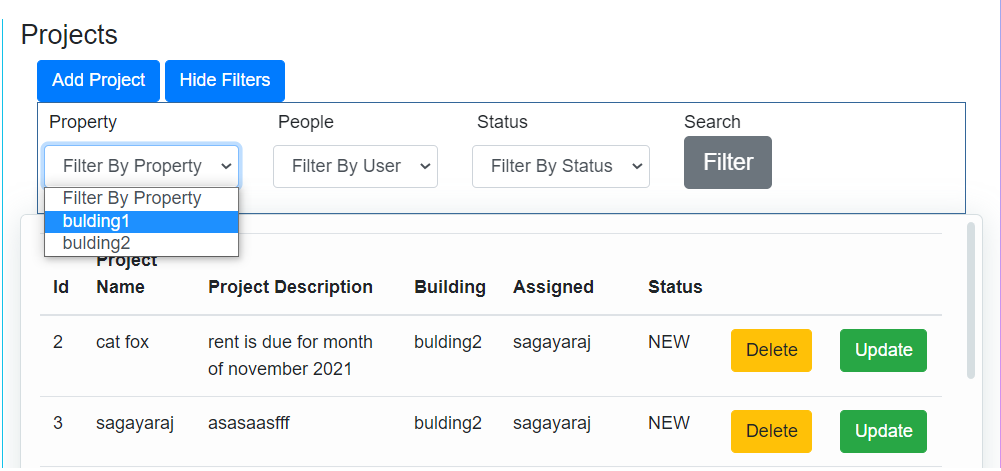 Projects
Add Project Hide Filters
Property People Status Search
Filter By Property Filter By User Filter By Status Filter
Filter By Property
bulding1
bulding2
Id Project Name Project Description Building Assigned Status
2 cat fox rent is due for month bulding2 sagayaraj NEW Delete Update
of november 2021
3 sagayaraj asasaasfff bulding2 sagayaraj NEW Delete Update